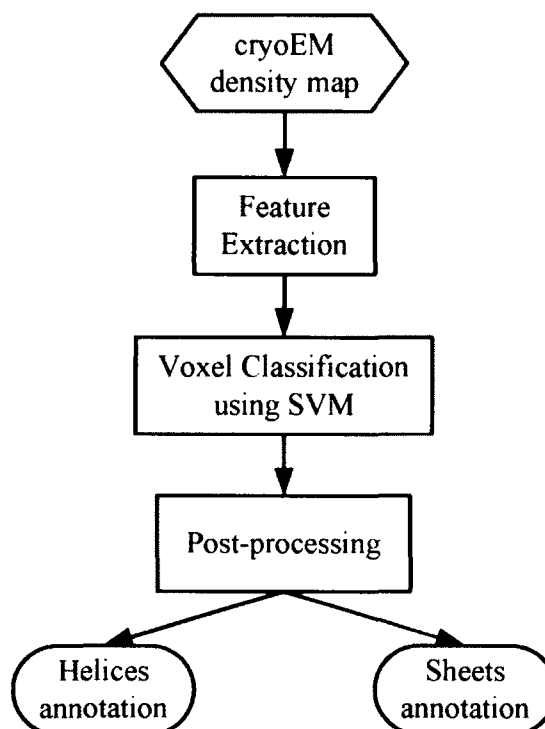 cryoEM
density map
Feature
Extraction
Voxel Classification
using SVM
Post-processing
Helices
annotation
Sheets
annotation